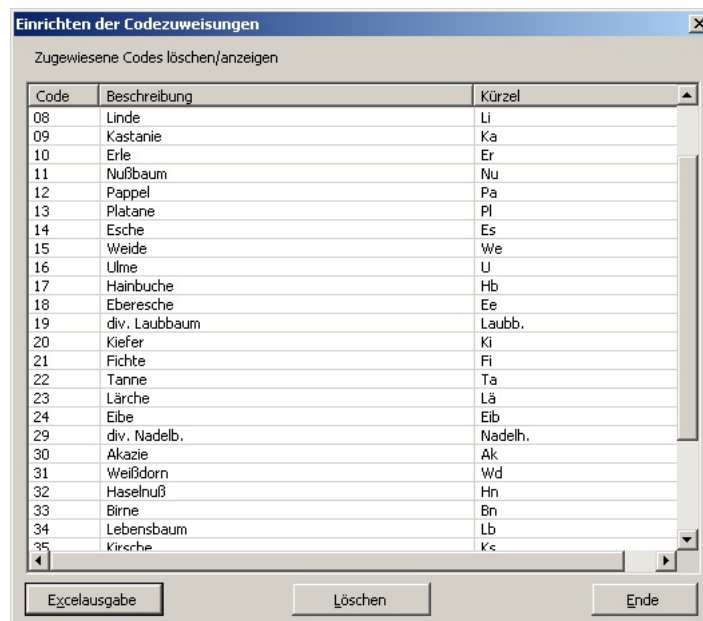 Einrichten der Codezuweisungen
Zugewiesene Codes löschen/anzeigen
Code Beschreibung Kürzel
08 Linde Li
09 Kastanie Ka
10 Erle Er
11 Nußbaum Nu
12 Pappel Pa
13 Platane Pl
14 Esche Es
15 Weide We
16 Ulme U
17 Hainbuche Hb
18 Eberesche Ee
19 div. Laubbaum Laubb.
20 Kiefer Ki
21 Fichte Fi
22 Tanne Ta
23 Lärche Lä
24 Eibe Eib
29 div. Nadelb. Nadelh.
30 Akazie Ak
31 Weißdorn Wd
32 Haselnuß Hn
33 Birne Bn
34 Lebensbaum Lb
35 Kirsche Ks
Excelausgabe Löschen Ende